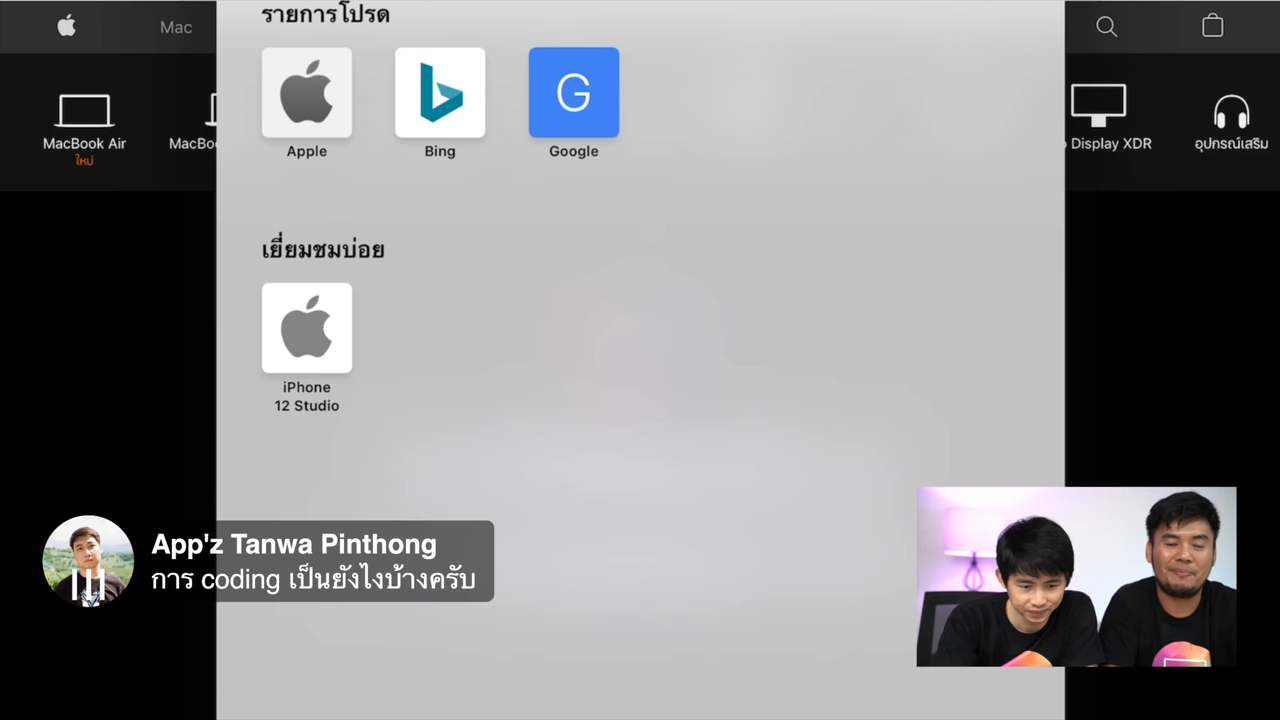 Mac
รายการโปรด
Apple
Bing
G
Google
MacBook Air
ใหม่
MacBo
Display XDR
อุปกรณ์เสริม
เยี่ยมชมบ่อย
iPhone
12 Studio
App'z Tanwa Pinthong
การ coding เป็นยังไงบ้างครับ